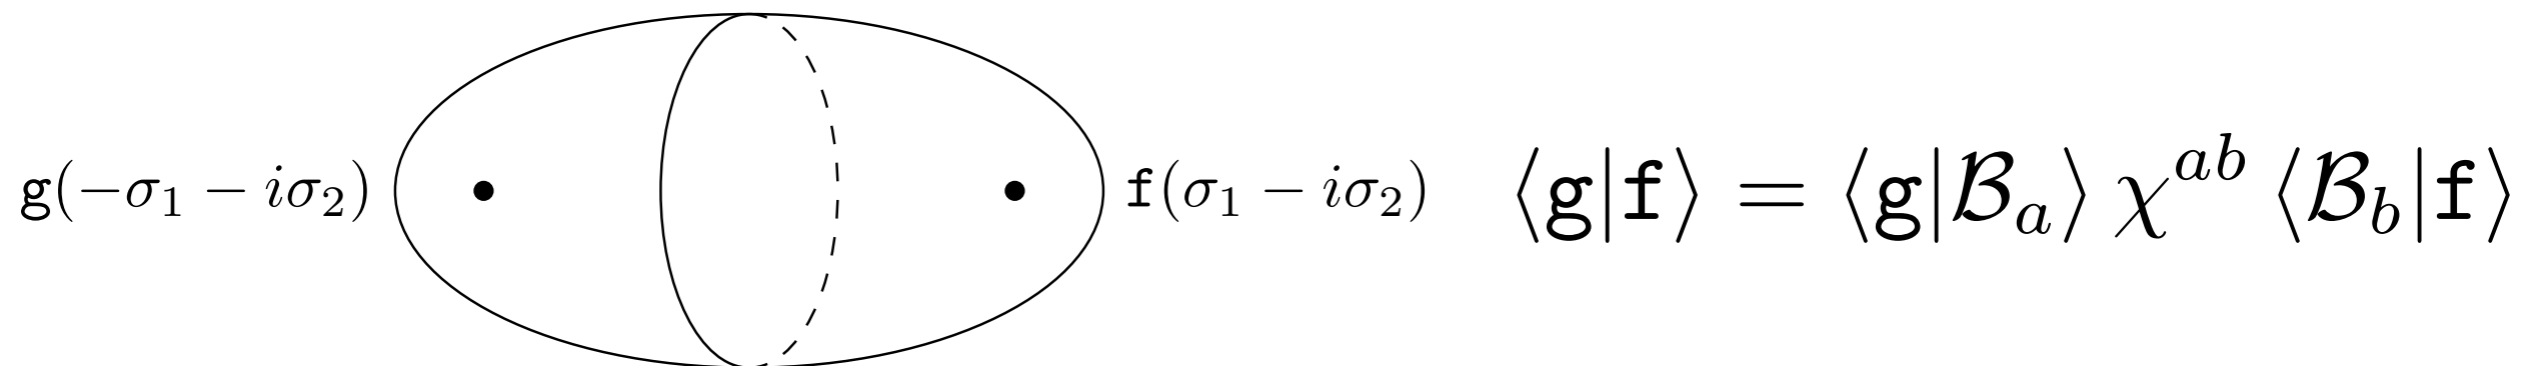 g(−σ₁ − iσ₂)
f(σ₁ − iσ₂)
⟨g|f⟩ = ⟨g|ℬₐ⟩ χᵃᵇ ⟨ℬ_b|f⟩